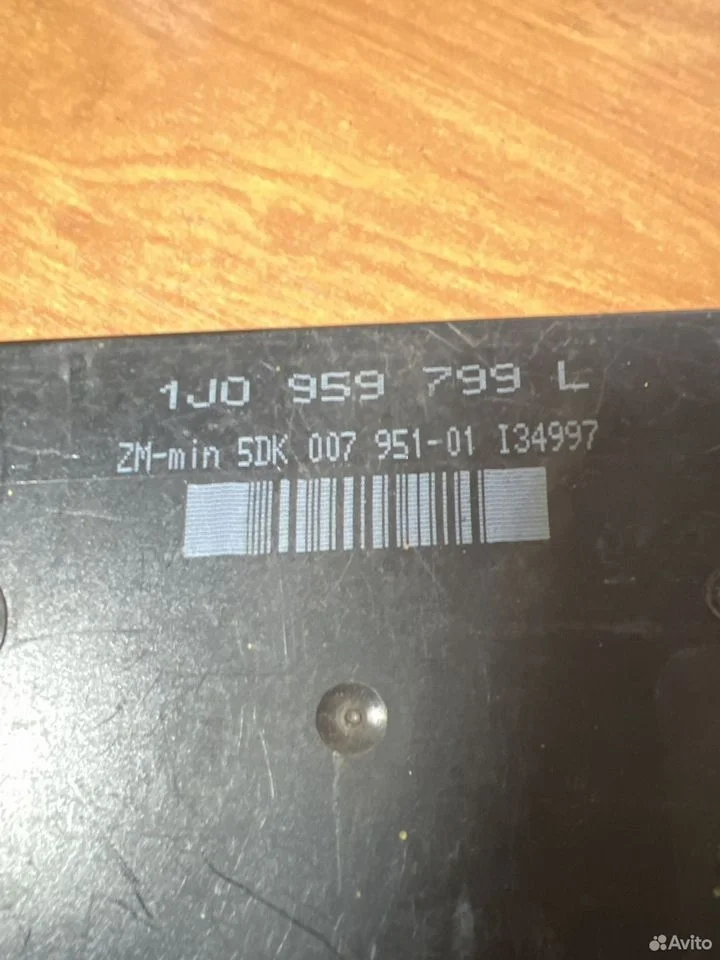 1J0 959 799 L
ZM-min 5DK 007 951-01 I34997
Avito